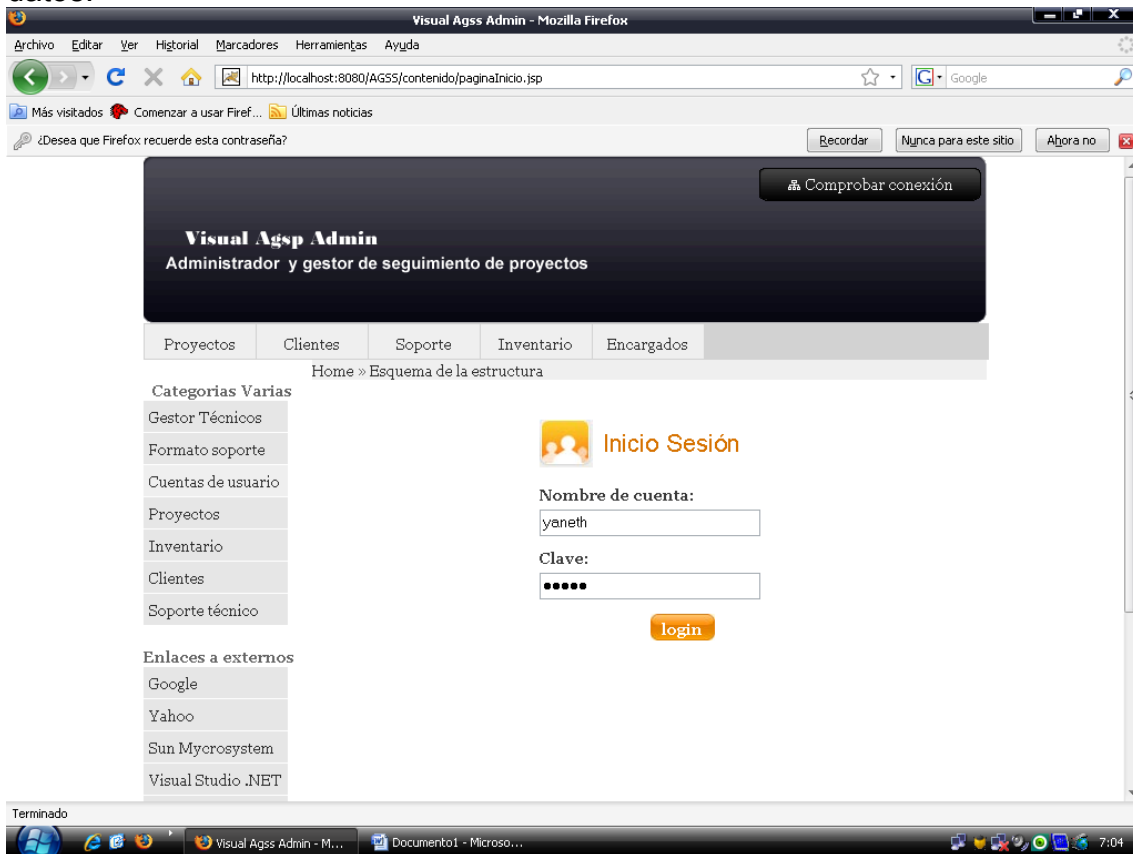 datos.
Visual Agss Admin - Mozilla Firefox
Archivo Editar Ver Historial Marcadores Herramientas Ayuda
http://localhost:8080/AGSS/contenido/paginaInicio.jsp
G Google
Más visitados Comenzar a usar Firef... Últimas noticias
¿Desea que Firefox recuerde esta contraseña? Recordar Nunca para este sitio Ahora no
Comprobar conexión
Visual Agsp Admin
Administrador y gestor de seguimiento de proyectos
Proyectos Clientes Soporte Inventario Encargados
Home » Esquema de la estructura
Categorias Varias
Gestor Técnicos
Formato soporte
Cuentas de usuario
Proyectos
Inventario
Clientes
Soporte técnico
Enlaces a externos
Google
Yahoo
Sun Mycrosystem
Visual Studio .NET
Inicio Sesión
Nombre de cuenta:
yaneth
Clave:
•••••
login
Terminado
Visual Agss Admin - M... Documento1 - Microso... 7:04